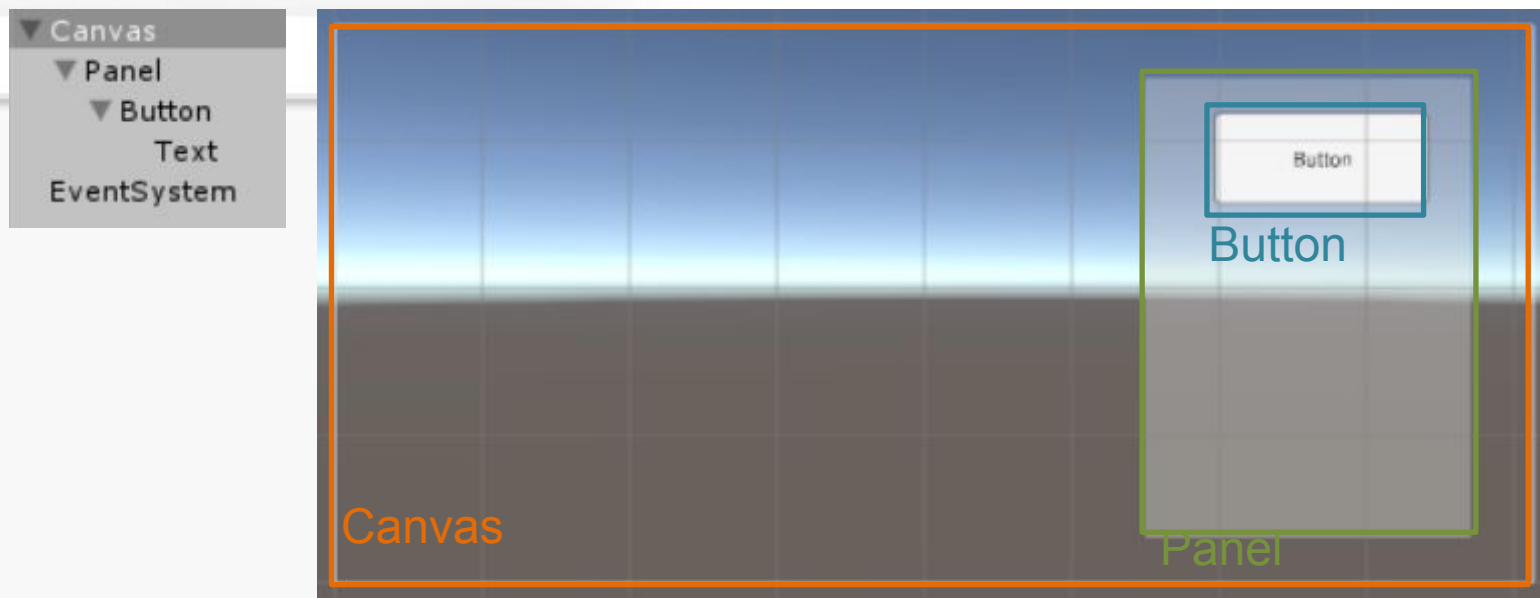 Canvas
Panel
Button
Text
EventSystem
Button
Button
Canvas
Panel